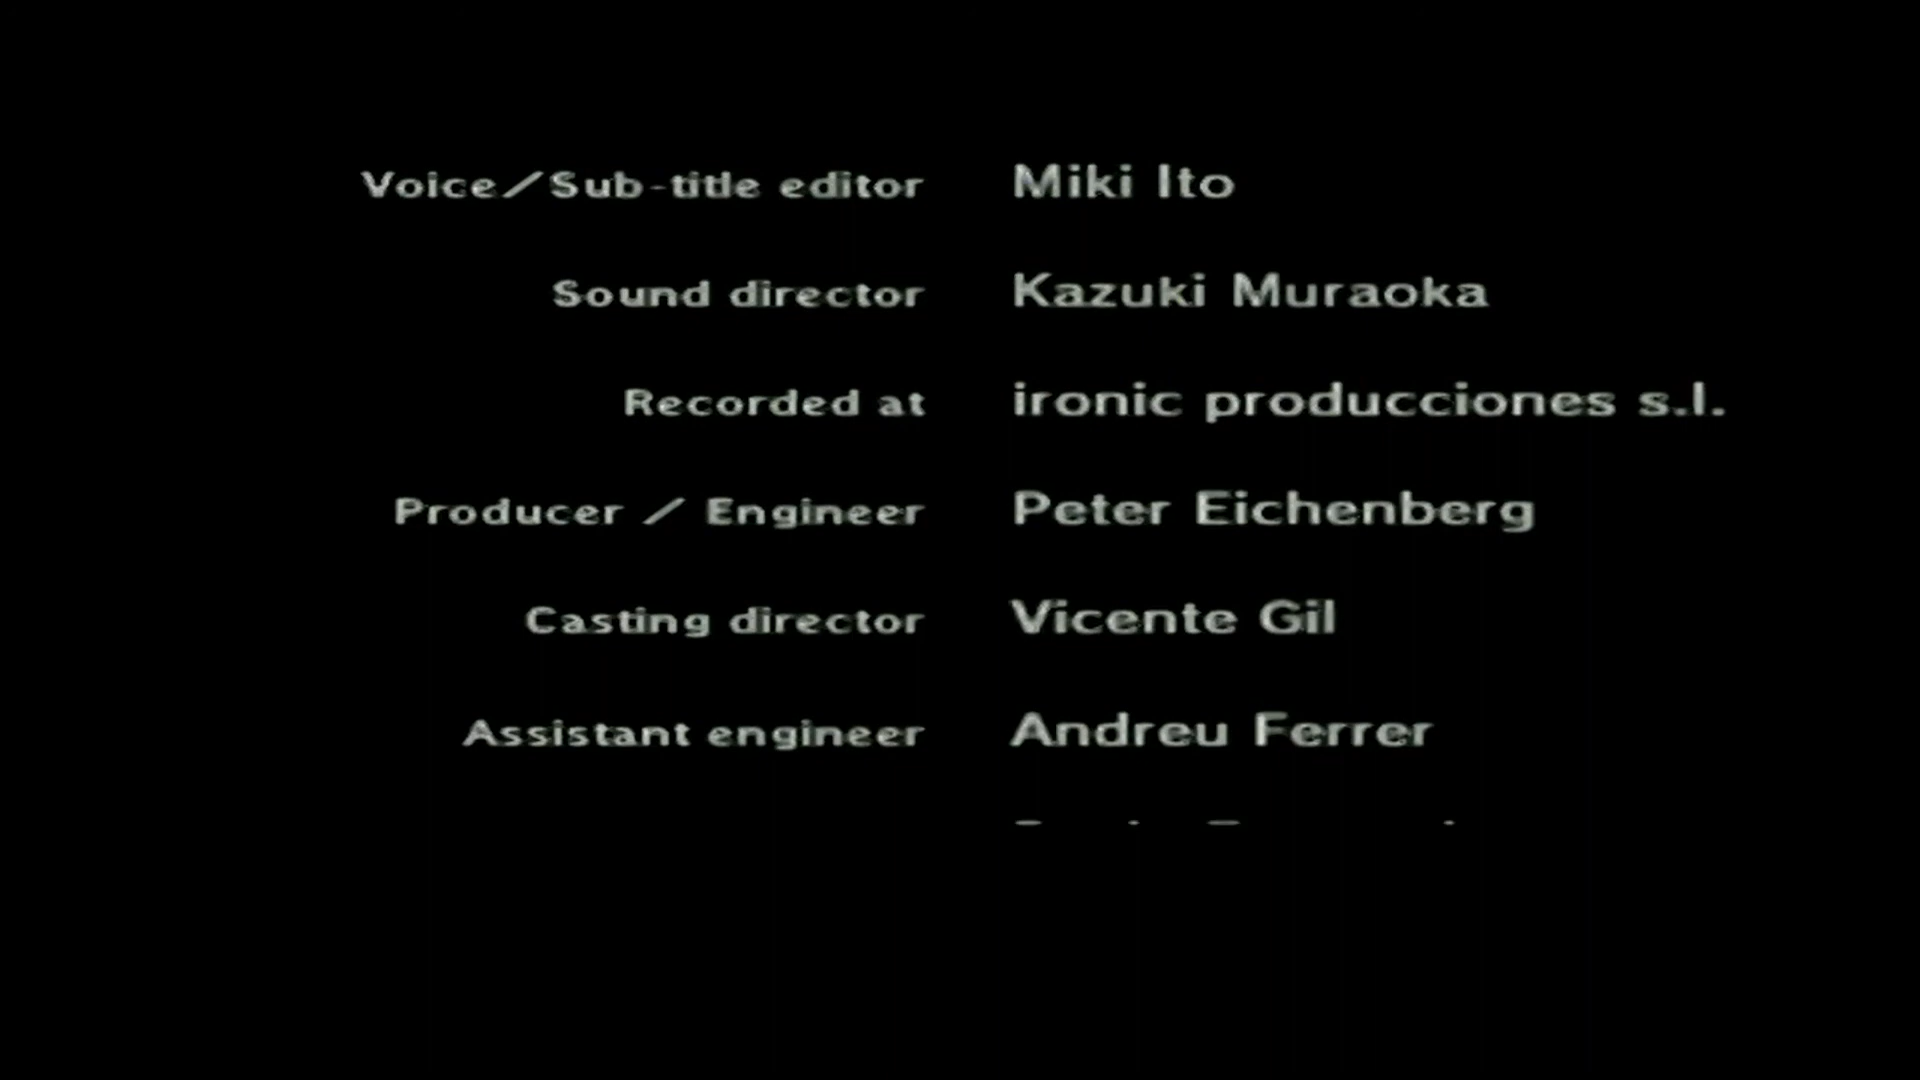 Voice/Sub-title editor Miki Ito
Sound director Kazuki Muraoka
Recorded at ironic producciones s.l.
Producer / Engineer Peter Eichenberg
Casting director Vicente Gil
Assistant engineer Andreu Ferrer